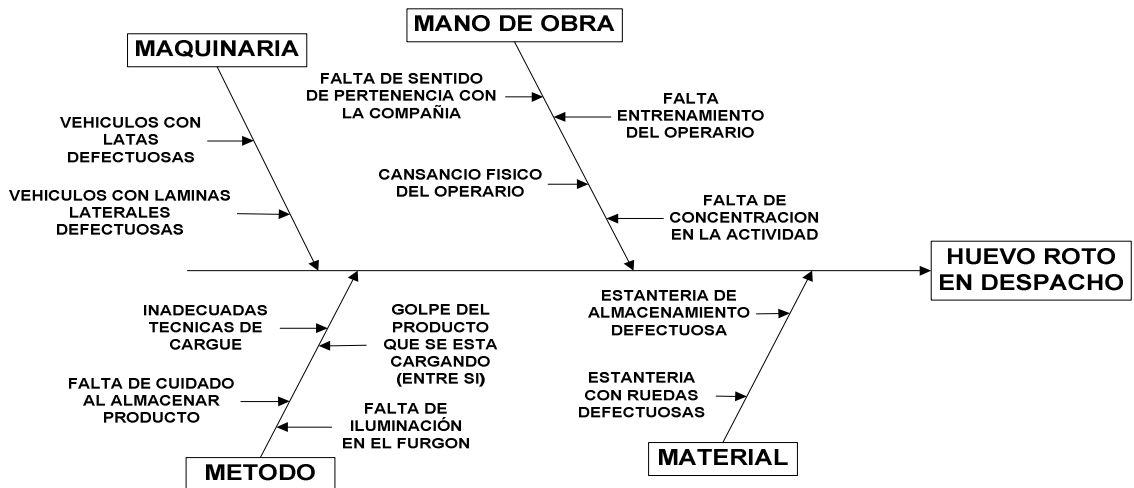 MAQUINARIA
VEHICULOS CON
LATAS
DEFECTUOSAS
VEHICULOS CON LAMINAS
LATERALES
DEFECTUOSAS
MANO DE OBRA
FALTA DE SENTIDO
DE PERTENENCIA CON
LA COMPAÑIA
FALTA
ENTRENAMIENTO
DEL OPERARIO
CANSANCIO FISICO
DEL OPERARIO
FALTA DE
CONCENTRACION
EN LA ACTIVIDAD
HUEVO ROTO
EN DESPACHO
INADECUADAS
TECNICAS DE
CARGUE
GOLPE DEL
PRODUCTO
QUE SE ESTA
CARGANDO
(ENTRE SI)
FALTA DE CUIDADO
AL ALMACENAR
PRODUCTO
FALTA DE
ILUMINACIÓN
EN EL FURGON
METODO
ESTANTERIA DE
ALMACENAMIENTO
DEFECTUOSA
ESTANTERIA
CON RUEDAS
DEFECTUOSAS
MATERIAL